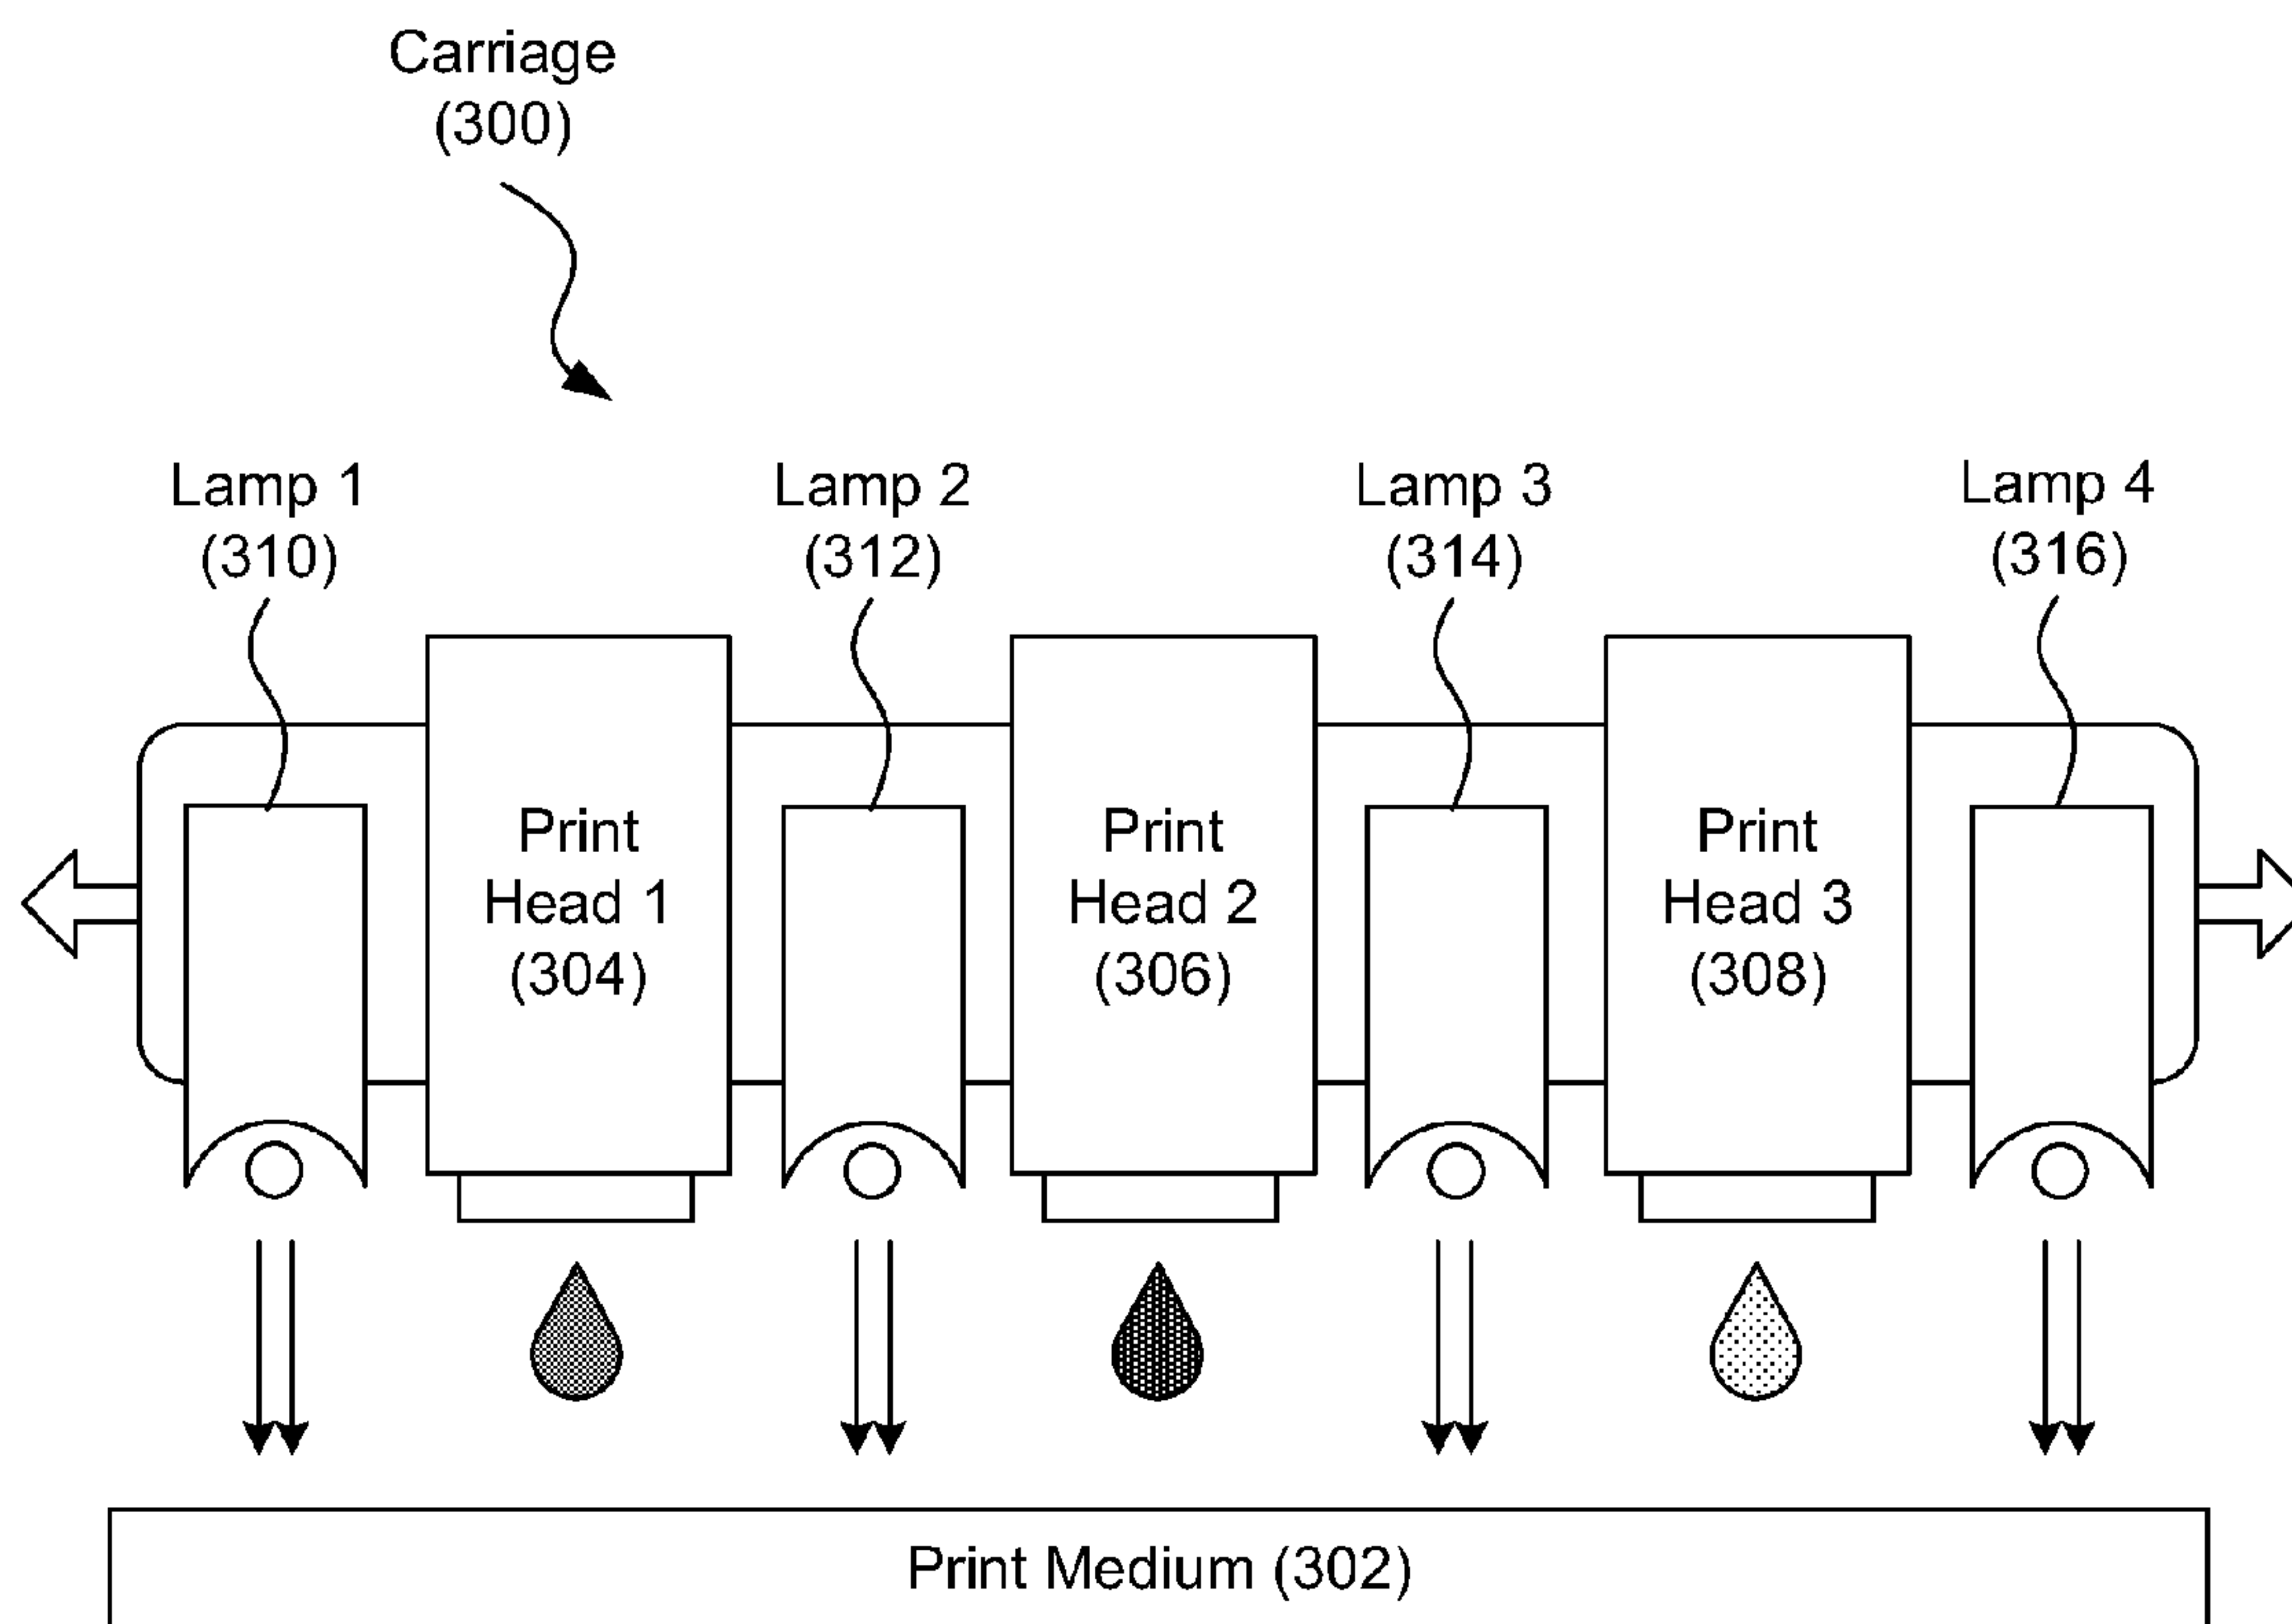 Carriage
(300)
Lamp 1
(310)
Lamp 2
(312)
Lamp 3
(314)
Lamp 4
(316)
Print
Head 1
(304)
Print
Head 2
(306)
Print
Head 3
(308)
Print Medium (302)